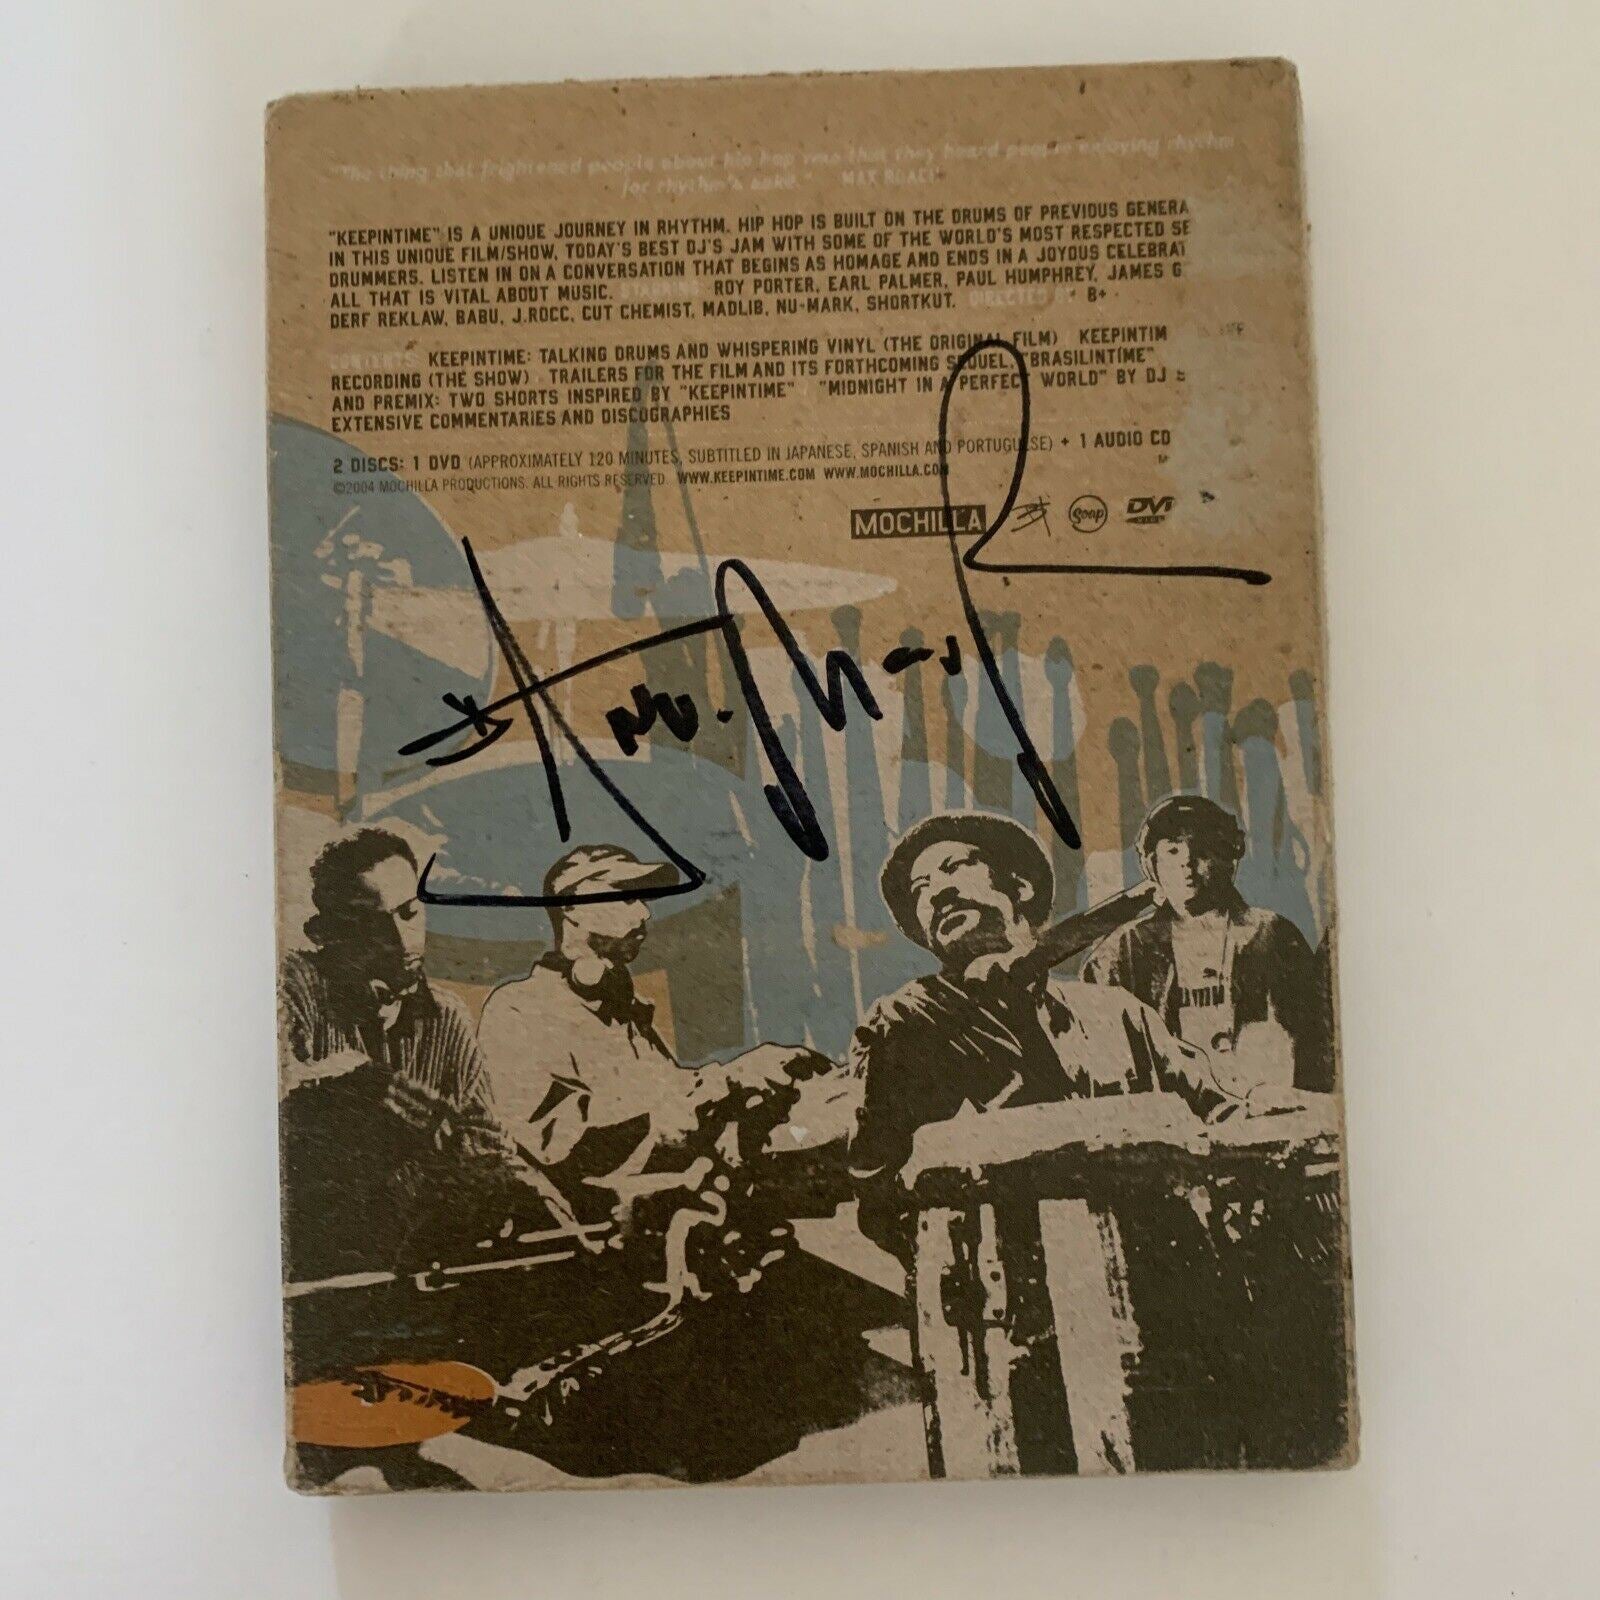 "The thing that frightened people about hip hop was that they heard people enjoying rhythm
for rhythm's sake." MAX ROACH
"KEEPINTIME" IS A UNIQUE JOURNEY IN RHYTHM. HIP HOP IS BUILT ON THE DRUMS OF PREVIOUS GENERA
IN THIS UNIQUE FILM/SHOW, TODAY'S BEST DJ'S JAM WITH SOME OF THE WORLD'S MOST RESPECTED SE
DRUMMERS. LISTEN IN ON A CONVERSATION THAT BEGINS AS HOMAGE AND ENDS IN A JOYOUS CELEBRAT
ALL THAT IS VITAL ABOUT MUSIC. STARRING ROY PORTER, EARL PALMER, PAUL HUMPHREY, JAMES G
DERF REKLAW, BABU, J.ROCC, CUT CHEMIST, MADLIB, NU-MARK, SHORTKUT. DIRECTED BY B+
CONTENTS KEEPINTIME: TALKING DRUMS AND WHISPERING VINYL (THE ORIGINAL FILM) KEEPINTIM
RECORDING (THE SHOW) TRAILERS FOR THE FILM AND ITS FORTHCOMING SEQUEL, "BRASILINTÍME"
AND PREMIX: TWO SHORTS INSPIRED BY "KEEPINTIME" "MIDNIGHT IN A PERFECT WORLD" BY DJ S
EXTENSIVE COMMENTARIES AND DISCOGRAPHIES
2 DISCS: 1 DVD (APPROXIMATELY 120 MINUTES, SUBTITLED IN JAPANESE, SPANISH AND PORTUGUESE) + 1 AUDIO CD
©2004 MOCHILLA PRODUCTIONS. ALL RIGHTS RESERVED. WWW.KEEPINTIME.COM WWW.MOCHILLA.COM
MOCHILLA Soap DV
Nu-Mark